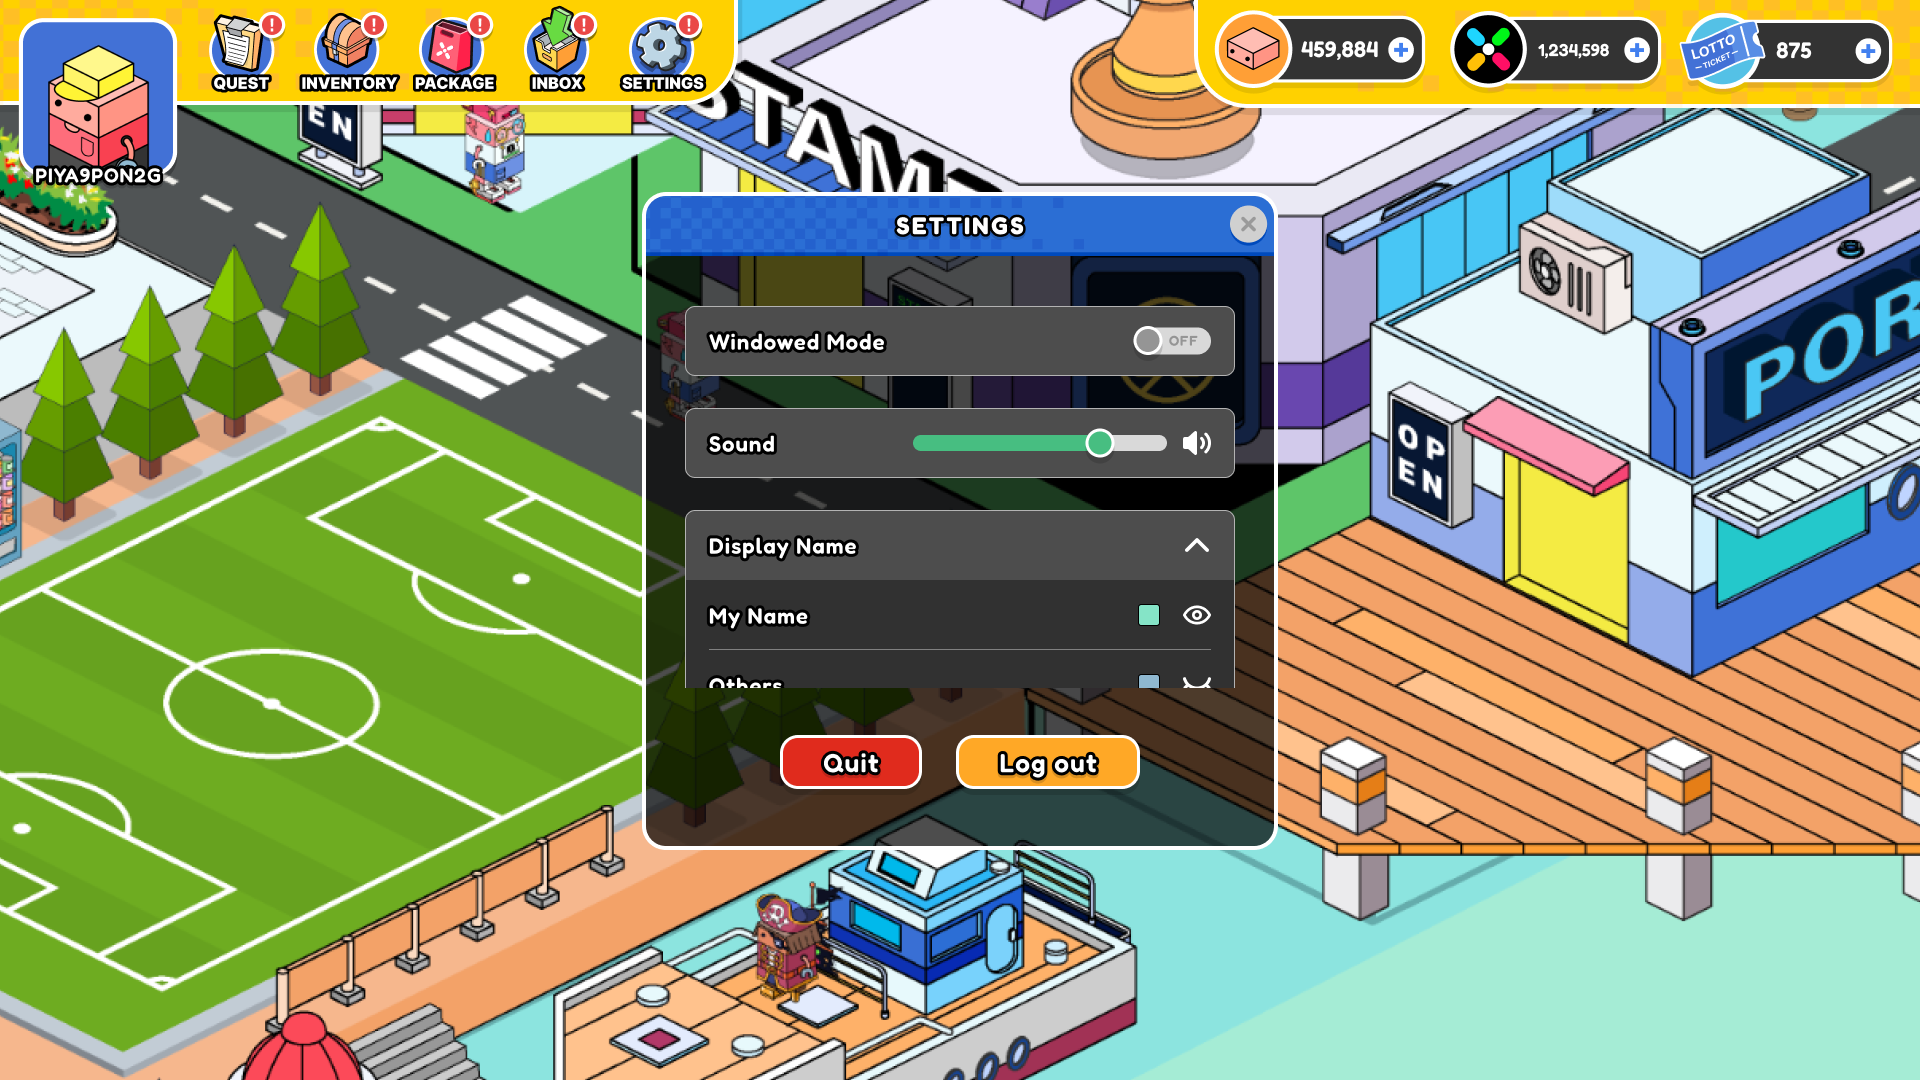 QUEST
INVENTORY
PACKAGE
INBOX
SETTINGS
459,884
1,234,598
LOTTO
TICKET
875
PIYA9PON2G
EN
STAMP
SETTINGS
Windowed Mode
OFF
Sound
Display Name
My Name
Others
Quit
Log out
OP
EN
POR